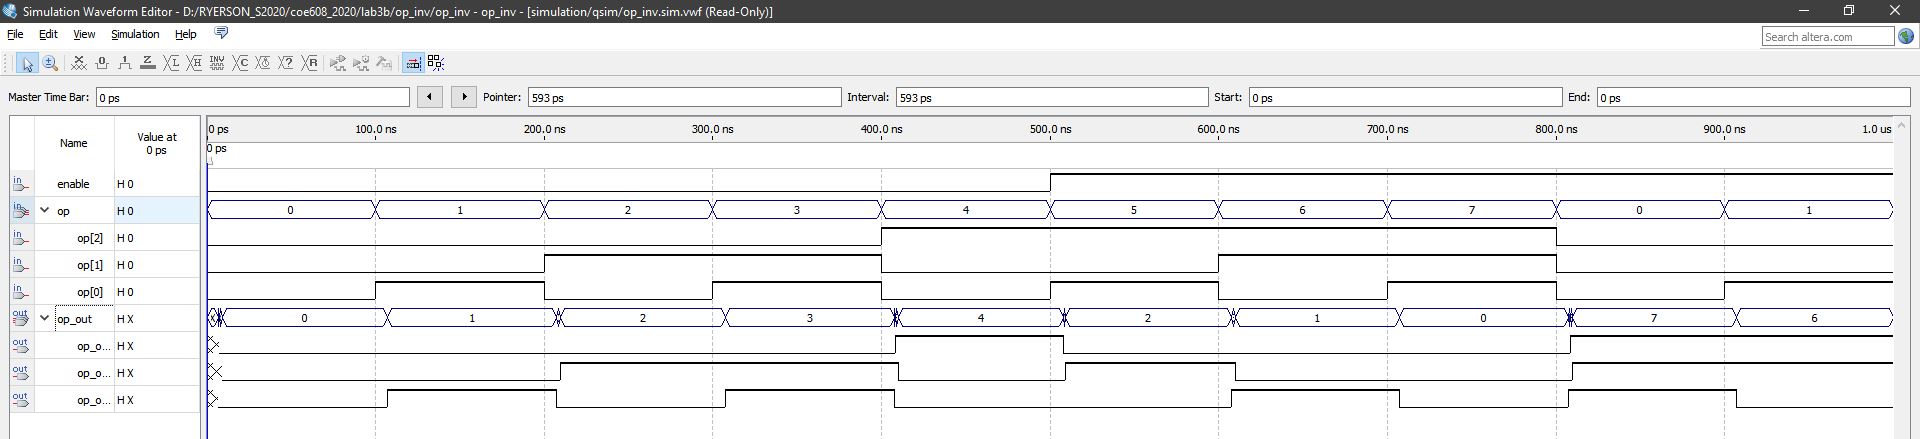 Simulation Waveform Editor - D:/RYERSON_S2020/coe608_2020/lab3b/op_inv/op_inv - op_inv - [simulation/qsim/op_inv.sim.vwf (Read-Only)]
File Edit View Simulation Help
Search altera.com
Master Time Bar: 0 ps Pointer: 593 ps Interval: 593 ps Start: 0 ps End: 0 ps
Name Value at 0 ps
0 ps 100.0 ns 200.0 ns 300.0 ns 400.0 ns 500.0 ns 600.0 ns 700.0 ns 800.0 ns 900.0 ns 1.0 us
0 ps
in enable H 0
in op H 0 0 1 2 3 4 5 6 7 0 1
in op[2] H 0
in op[1] H 0
in op[0] H 0
out op_out H X X 0 1 2 3 4 2 1 0 7 6
out op_o... H X
out op_o... H X
out op_o... H X